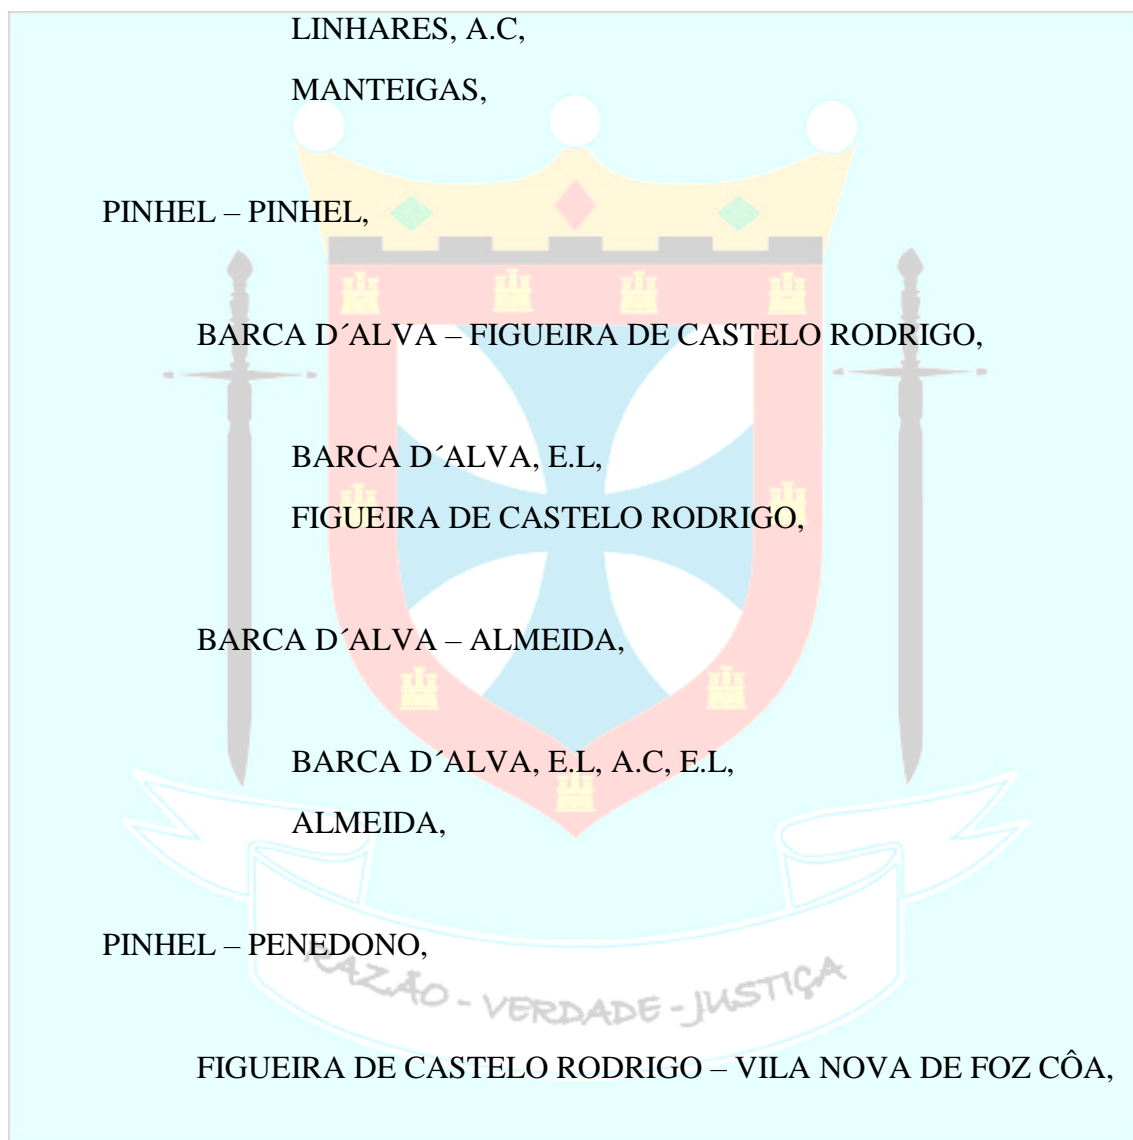 LINHARES, A.C,
MANTEIGAS,
PINHEL – PINHEL,
BARCA D´ALVA – FIGUEIRA DE CASTELO RODRIGO,
BARCA D´ALVA, E.L,
FIGUEIRA DE CASTELO RODRIGO,
BARCA D´ALVA – ALMEIDA,
BARCA D´ALVA, E.L, A.C, E.L,
ALMEIDA,
PINHEL – PENEDONO,
RAZÃO - VERDADE - JUSTIÇA
FIGUEIRA DE CASTELO RODRIGO – VILA NOVA DE FOZ CÔA,